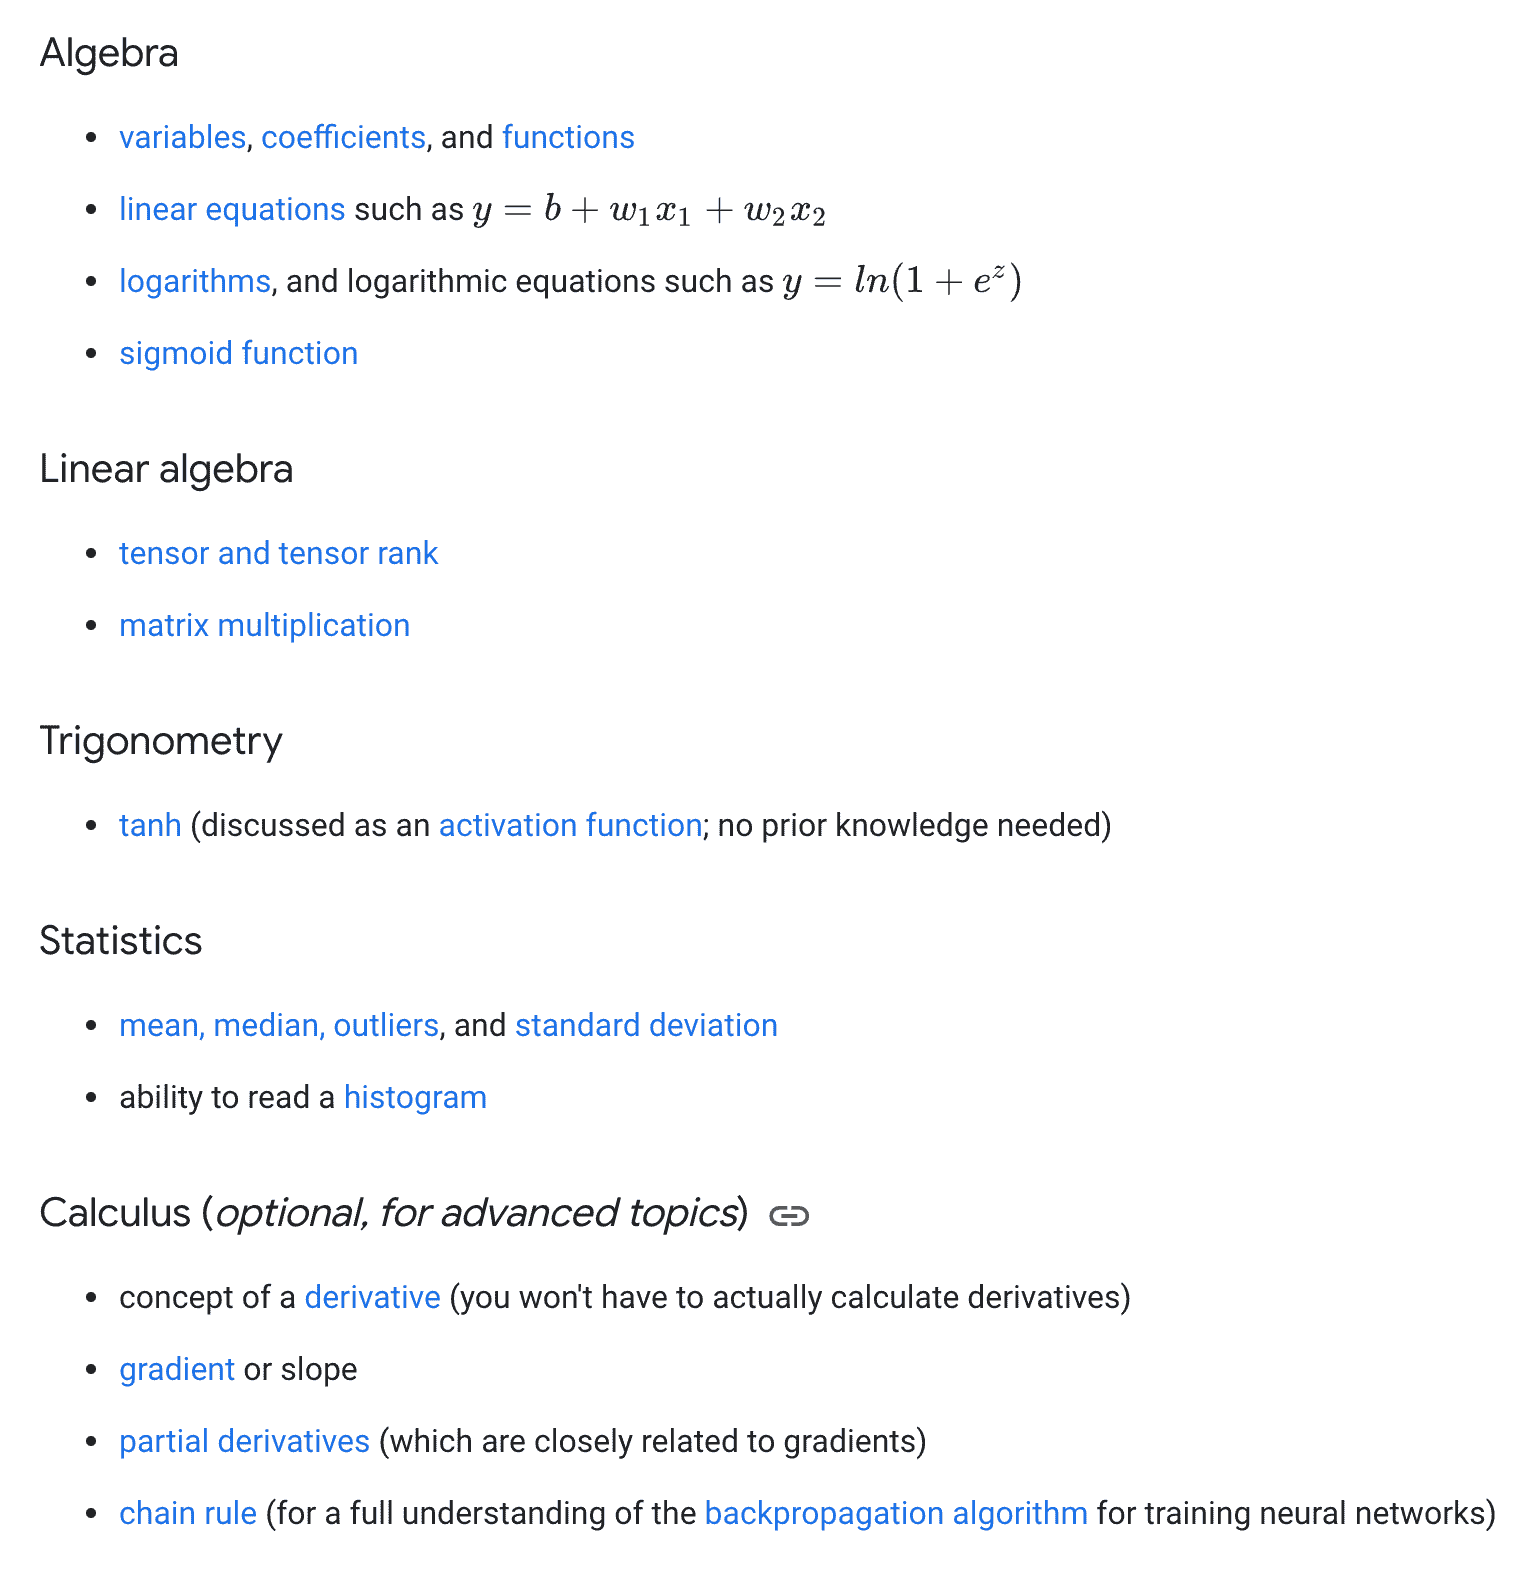 Algebra
• variables, coefficients, and functions
• linear equations such as y = b + w₁x₁ + w₂x₂
• logarithms, and logarithmic equations such as y = ln(1 + eᶻ)
• sigmoid function
Linear algebra
• tensor and tensor rank
• matrix multiplication
Trigonometry
• tanh (discussed as an activation function; no prior knowledge needed)
Statistics
• mean, median, outliers, and standard deviation
• ability to read a histogram
Calculus (optional, for advanced topics)
• concept of a derivative (you won't have to actually calculate derivatives)
• gradient or slope
• partial derivatives (which are closely related to gradients)
• chain rule (for a full understanding of the backpropagation algorithm for training neural networks)